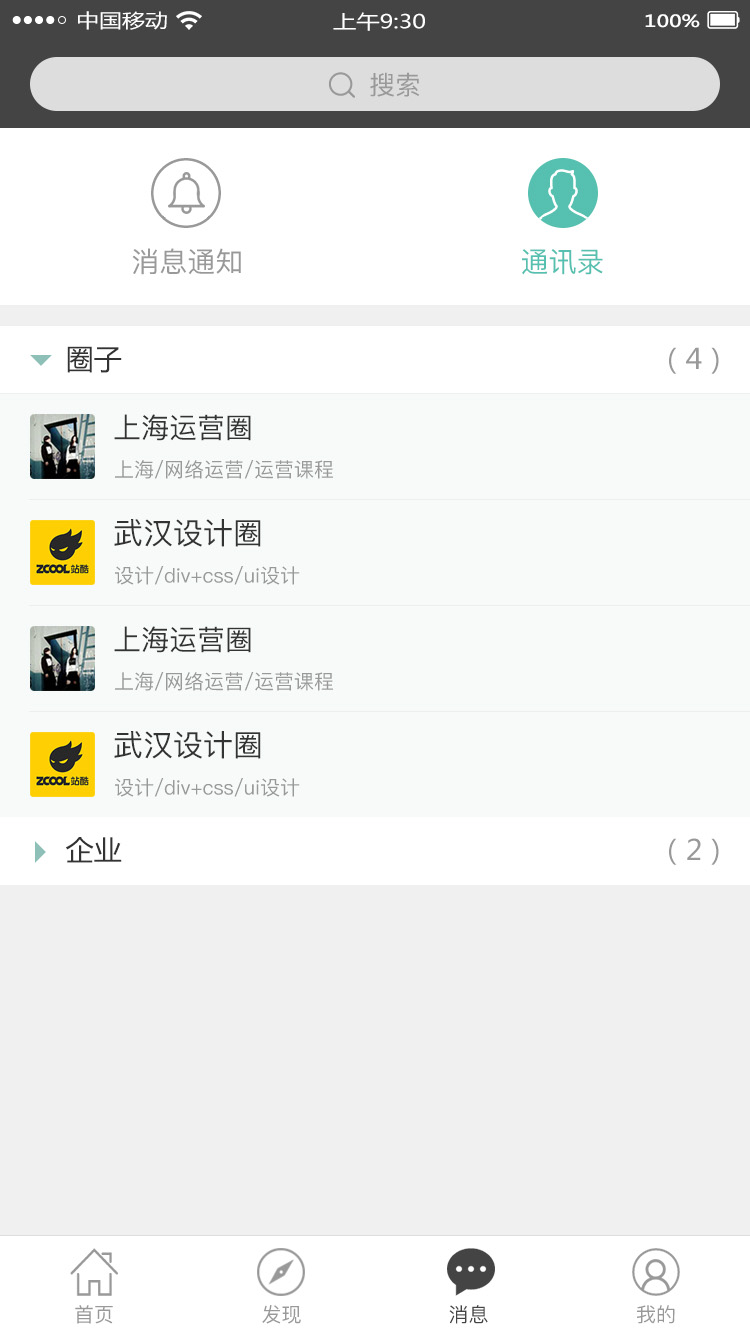 中国移动 上午9:30 100%
搜索
消息通知 通讯录
圈子 ( 4 )
上海运营圈
上海/网络运营/运营课程
武汉设计圈
ZCOOL站酷
设计/div+css/ui设计
上海运营圈
上海/网络运营/运营课程
武汉设计圈
ZCOOL站酷
设计/div+css/ui设计
企业 ( 2 )
首页 发现 消息 我的